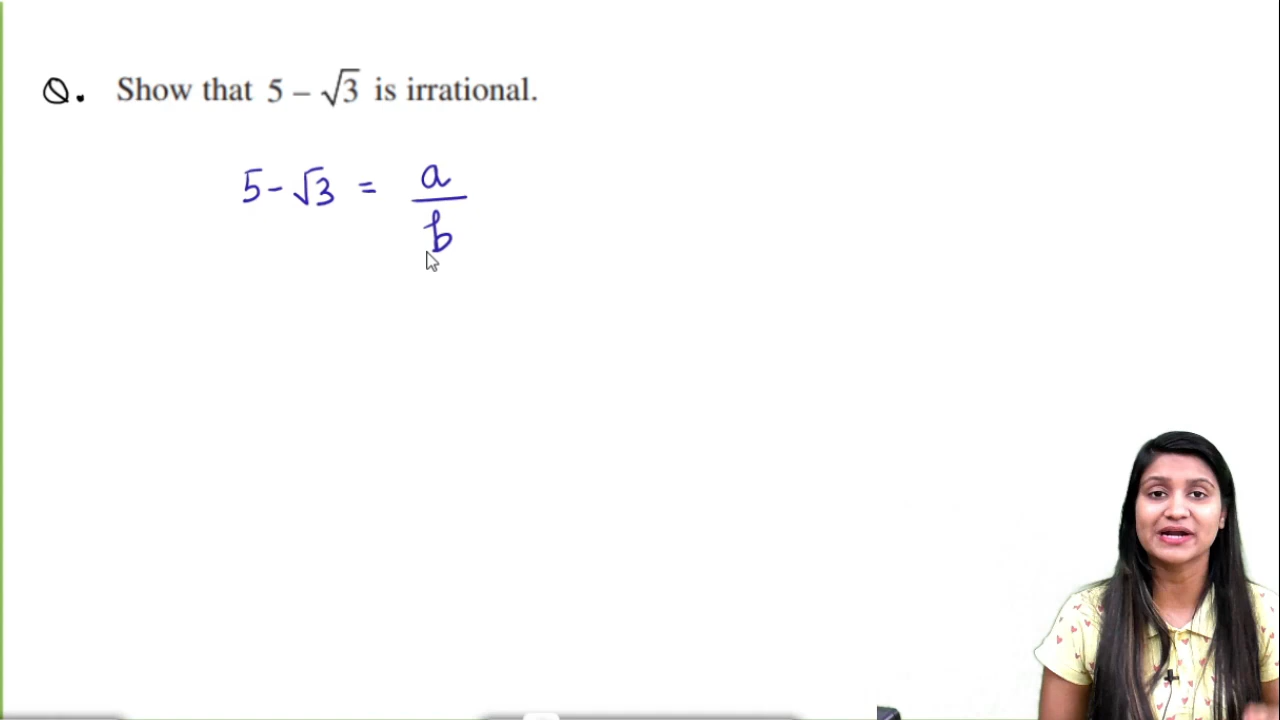 Q. Show that 5 – √3 is irrational.
5 - √3 = a/b